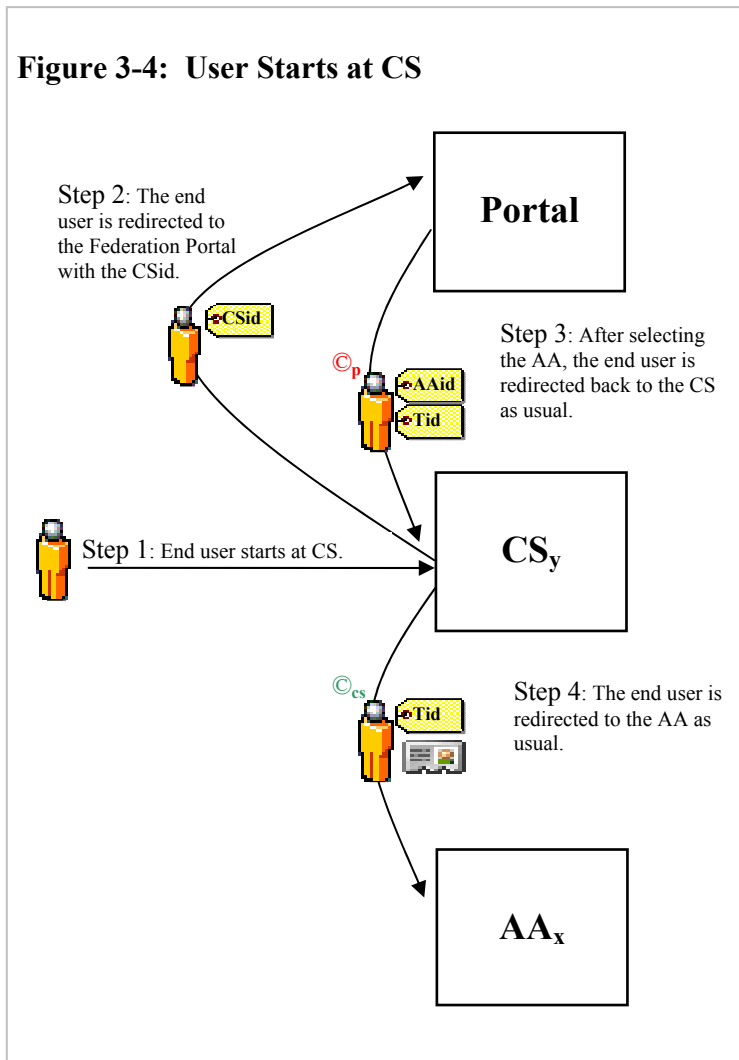 Figure 3-4: User Starts at CS
Step 2: The end
user is redirected to
the Federation Portal
with the CSid.
Portal
CSid
Step 3: After selecting
the AA, the end user is
redirected back to the CS
as usual.
©p
AAid
Tid
Step 1: End user starts at CS.
CSy
©cs
Tid
Step 4: The end user is
redirected to the AA as
usual.
AAx